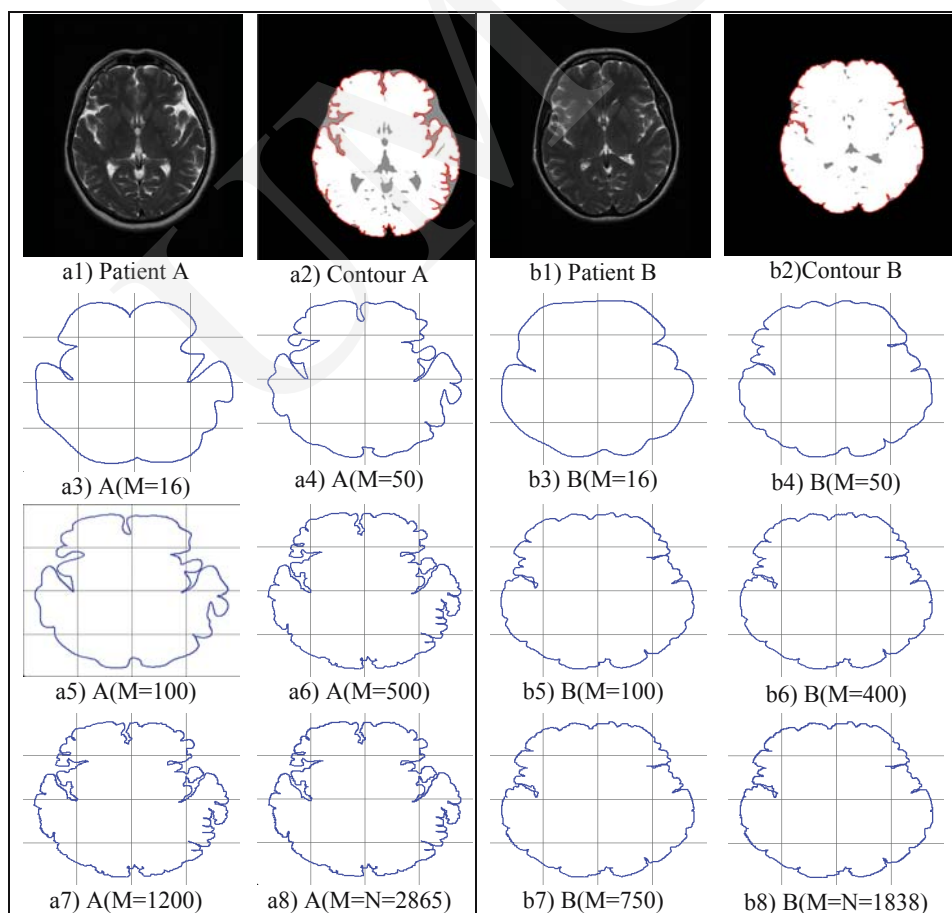 a1) Patient A
a2) Contour A
b1) Patient B
b2)Contour B
a3) A(M=16)
a4) A(M=50)
b3) B(M=16)
b4) B(M=50)
a5) A(M=100)
a6) A(M=500)
b5) B(M=100)
b6) B(M=400)
a7) A(M=1200)
a8) A(M=N=2865)
b7) B(M=750)
b8) B(M=N=1838)